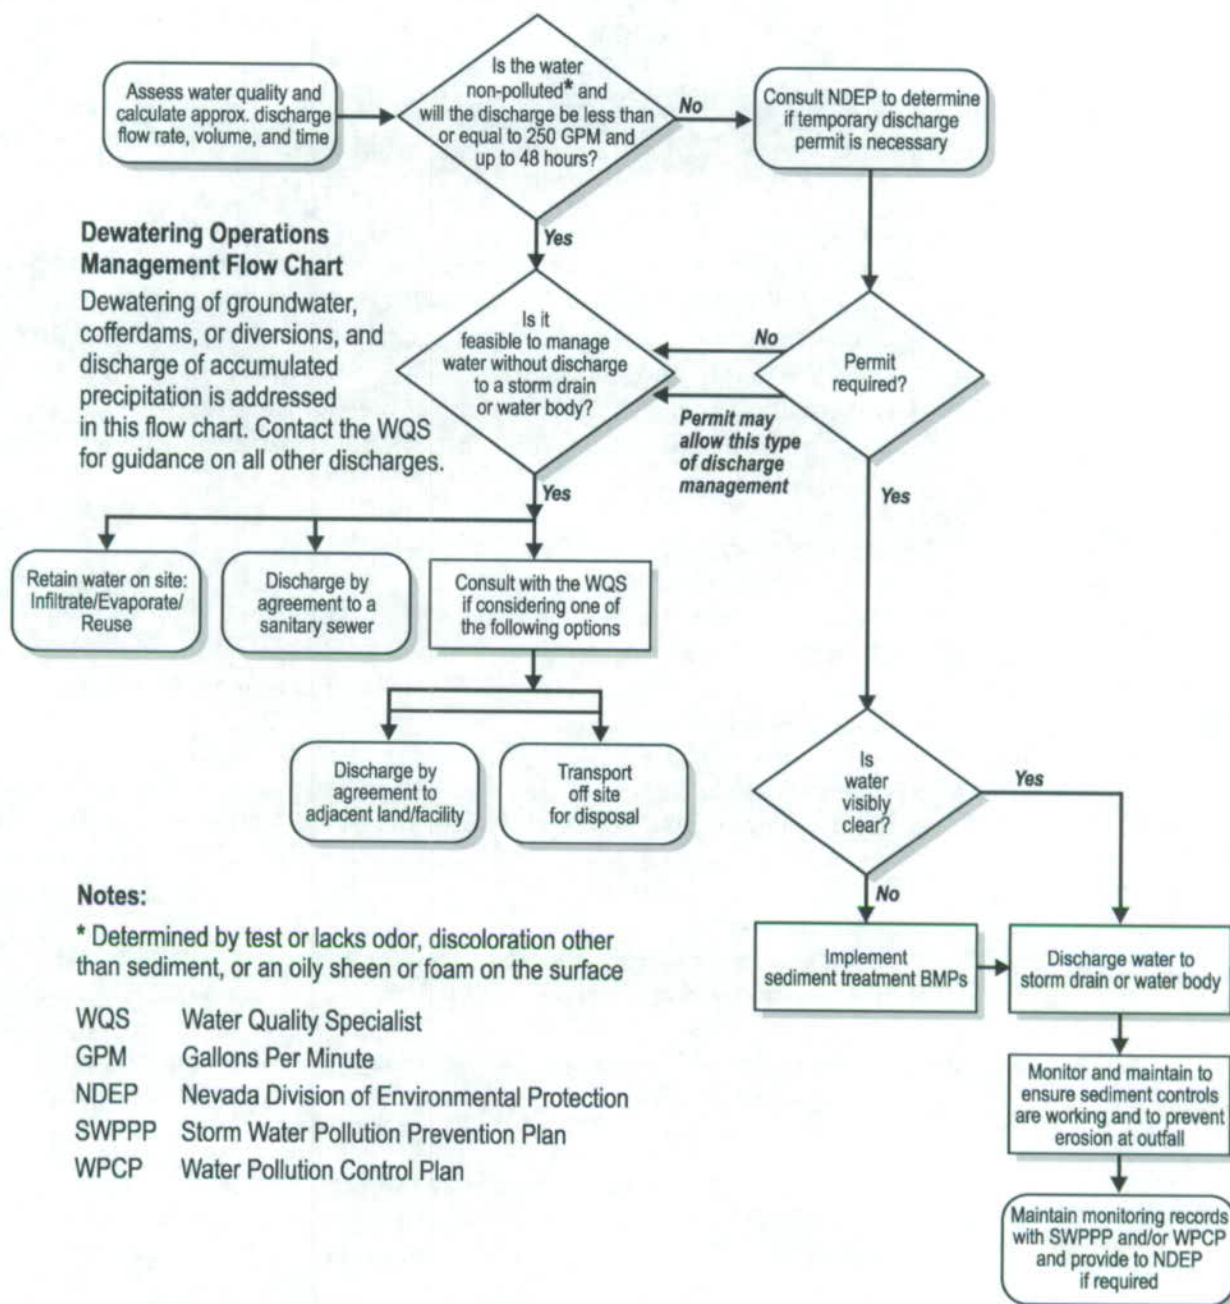 Assess water quality and
calculate approx. discharge
flow rate, volume, and time
Is the water
non-polluted* and
will the discharge be less than
or equal to 250 GPM and
up to 48 hours?
No
Consult NDEP to determine
if temporary discharge
permit is necessary
Yes
Dewatering Operations
Management Flow Chart
Dewatering of groundwater,
cofferdams, or diversions, and
discharge of accumulated
precipitation is addressed
in this flow chart. Contact the WQS
for guidance on all other discharges.
Is it
feasible to manage
water without discharge
to a storm drain
or water body?
No
Permit
required?
Permit may
allow this type
of discharge
management
Yes
Yes
Retain water on site:
Infiltrate/Evaporate/
Reuse
Discharge by
agreement to a
sanitary sewer
Consult with the WQS
if considering one of
the following options
Discharge by
agreement to
adjacent land/facility
Transport
off site
for disposal
Is
water
visibly
clear?
Yes
No
Implement
sediment treatment BMPs
Discharge water to
storm drain or water body
Monitor and maintain to
ensure sediment controls
are working and to prevent
erosion at outfall
Maintain monitoring records
with SWPPP and/or WPCP
and provide to NDEP
if required
Notes:
* Determined by test or lacks odor, discoloration other
than sediment, or an oily sheen or foam on the surface
WQS Water Quality Specialist
GPM Gallons Per Minute
NDEP Nevada Division of Environmental Protection
SWPPP Storm Water Pollution Prevention Plan
WPCP Water Pollution Control Plan